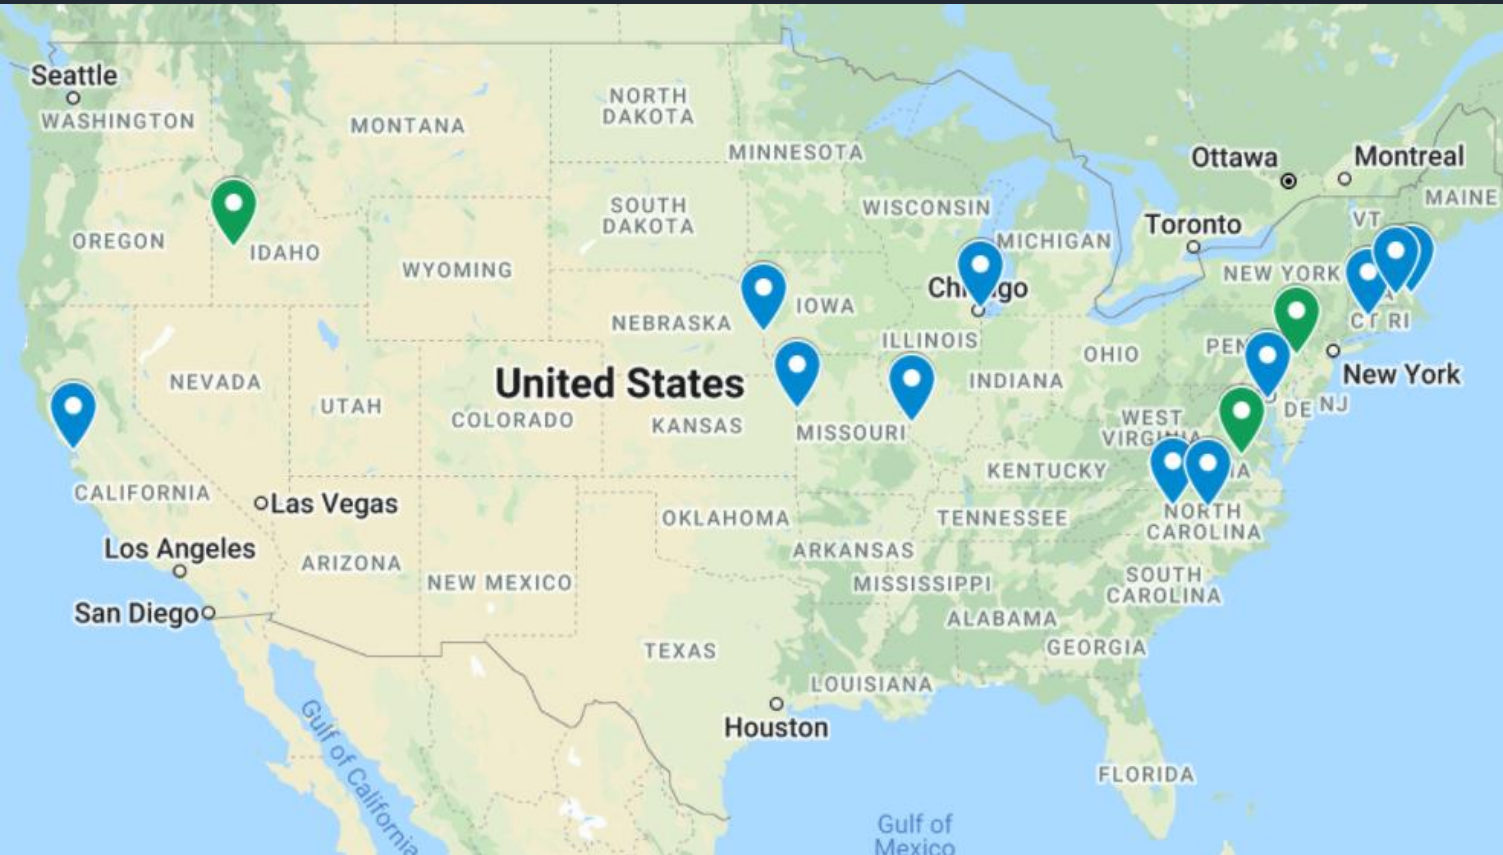 Seattle
WASHINGTON
MONTANA
NORTH
DAKOTA
MINNESOTA
Ottawa
Montreal
MAINE
OREGON
IDAHO
SOUTH
DAKOTA
WISCONSIN
MICHIGAN
Toronto
VT
WYOMING
NEW YORK
IOWA
NEBRASKA
CT RI
ILLINOIS
OHIO
NEVADA
UTAH
United States
COLORADO
KANSAS
MISSOURI
INDIANA
New York
DE NJ
WEST
KENTUCKY
CALIFORNIA
Las Vegas
OKLAHOMA
TENNESSEE
NORTH
CAROLINA
Los Angeles
ARIZONA
NEW MEXICO
ARKANSAS
MISSISSIPPI
SOUTH
CAROLINA
San Diego
ALABAMA
GEORGIA
TEXAS
LOUISIANA
Houston
Gulf of California
FLORIDA
Gulf of
Mexico